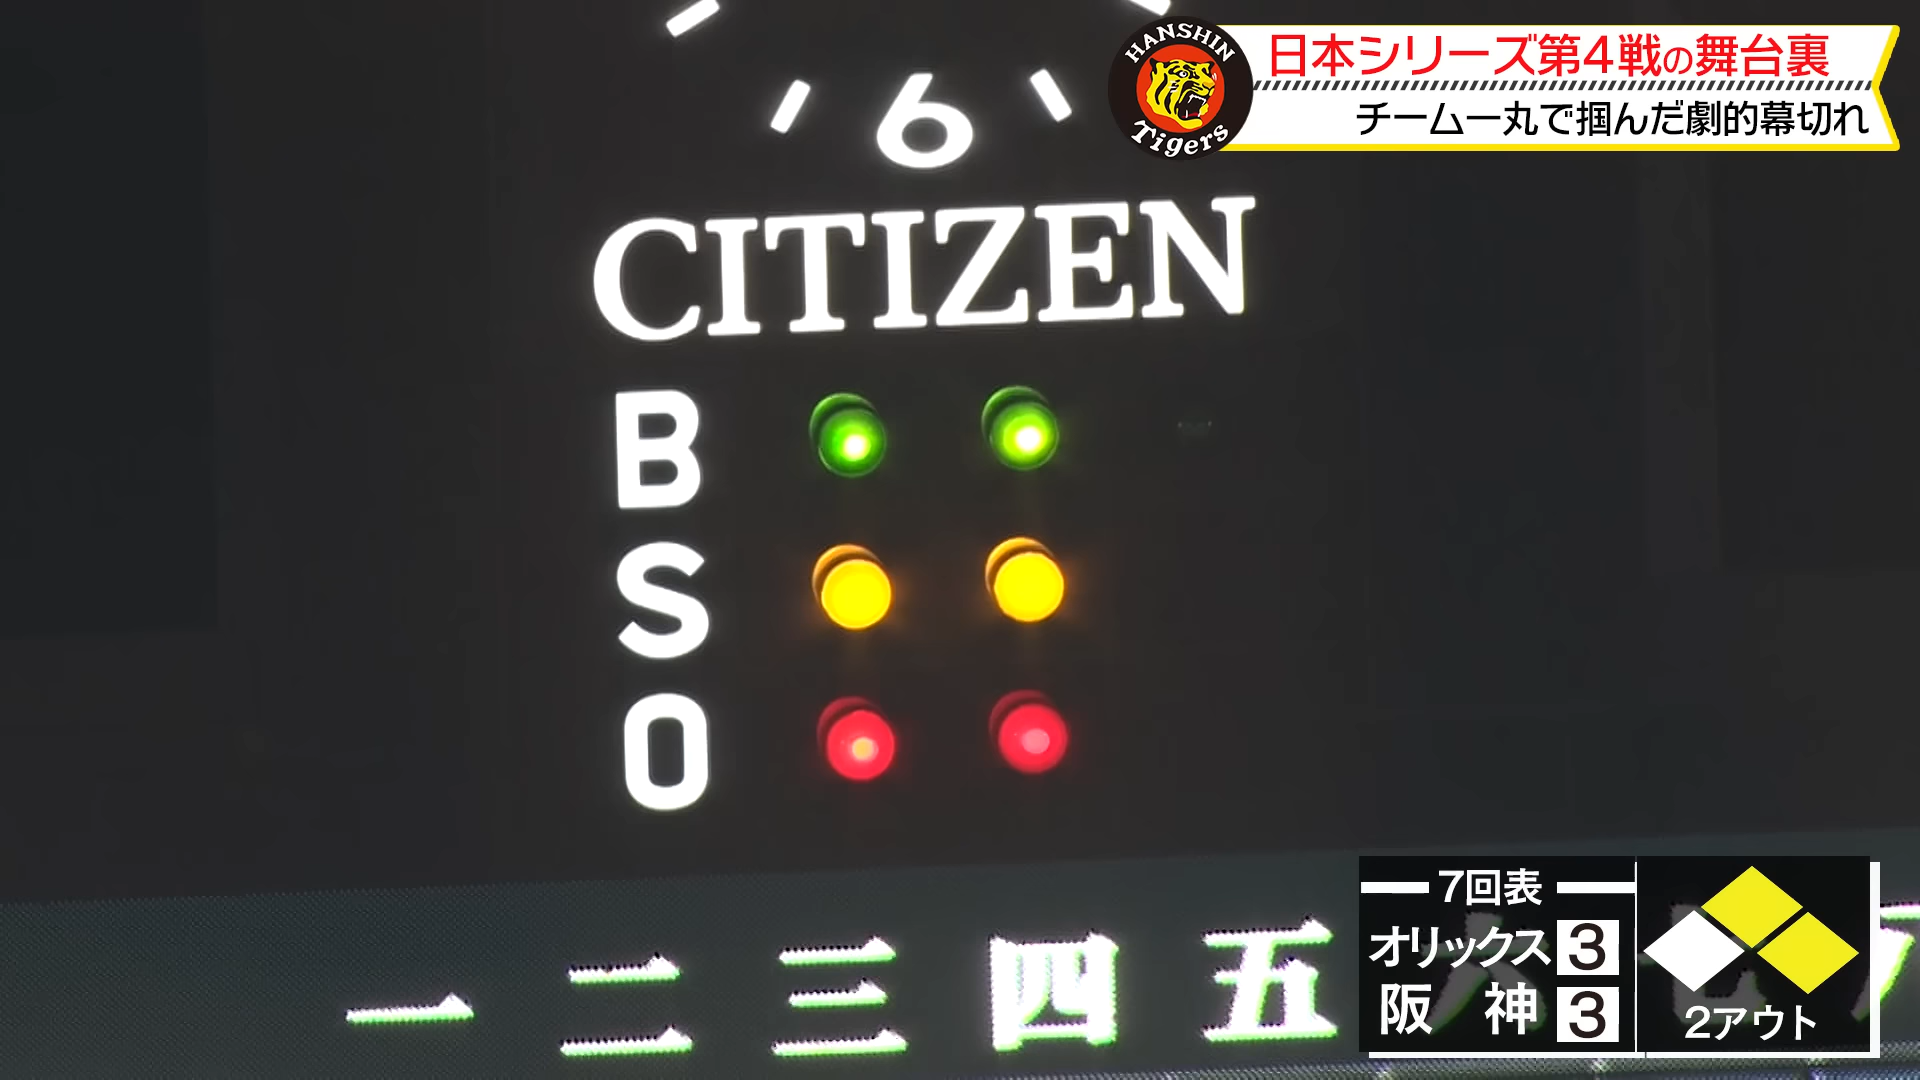 HANSHIN
Tigers
日本シリーズ第4戦の舞台裏
チーム一丸で掴んだ劇的幕切れ
6
CITIZEN
B
S
O
一 二 三 四 五
7回表
オリックス 3
阪神 3
2アウト